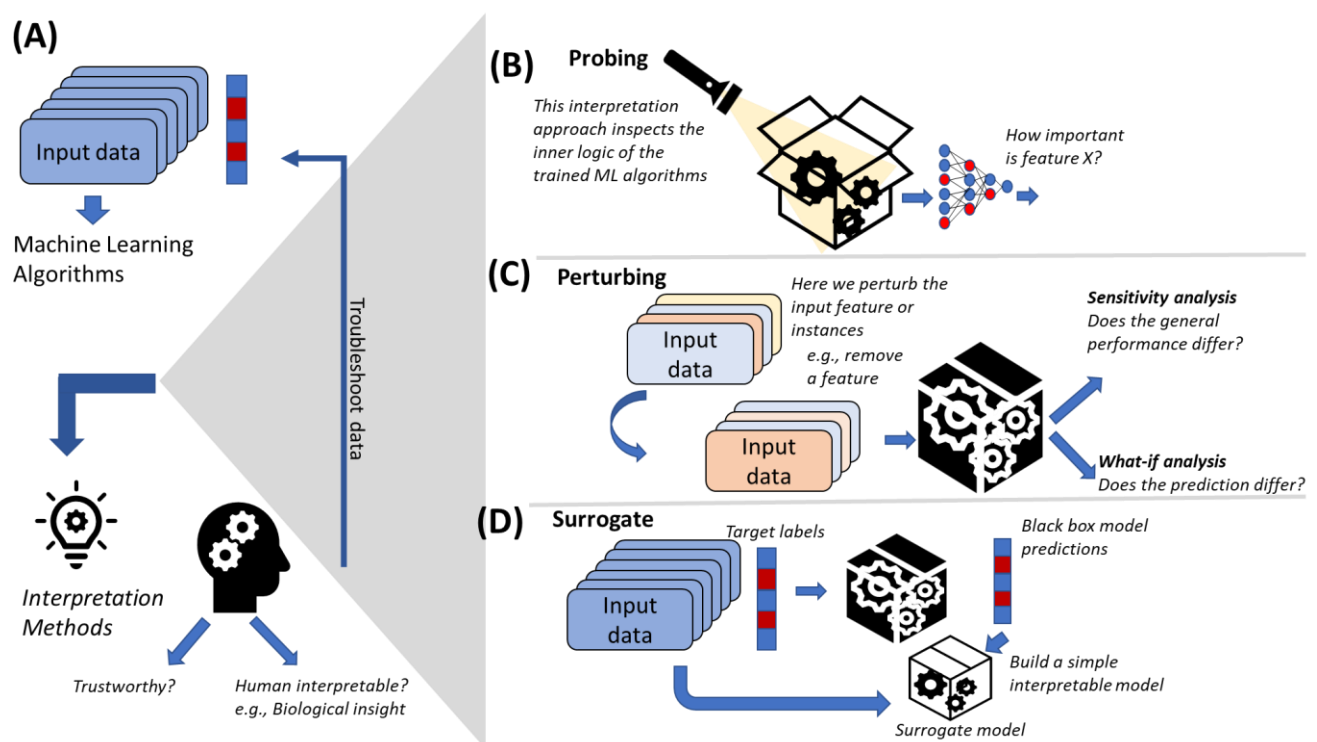 (A)
Input data
Machine Learning
Algorithms
Troubleshoot data
Interpretation
Methods
Trustworthy?
Human interpretable?
e.g., Biological insight
(B)
Probing
This interpretation
approach inspects the
inner logic of the
trained ML algorithms
How important
is feature X?
(C)
Perturbing
Input
data
Here we perturb the
input feature or
instances
e.g., remove
a feature
Input
data
Sensitivity analysis
Does the general
performance differ?
What-if analysis
Does the prediction differ?
(D)
Surrogate
Input
data
Target labels
Black box model
predictions
Build a simple
interpretable model
Surrogate model